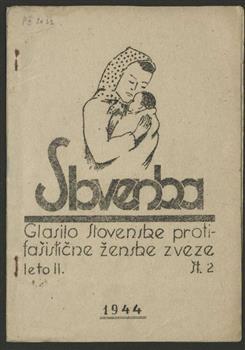 Slovenka
Glasilo Slovenske proti-
fašistične ženske zveze
leto II. št. 2
1944